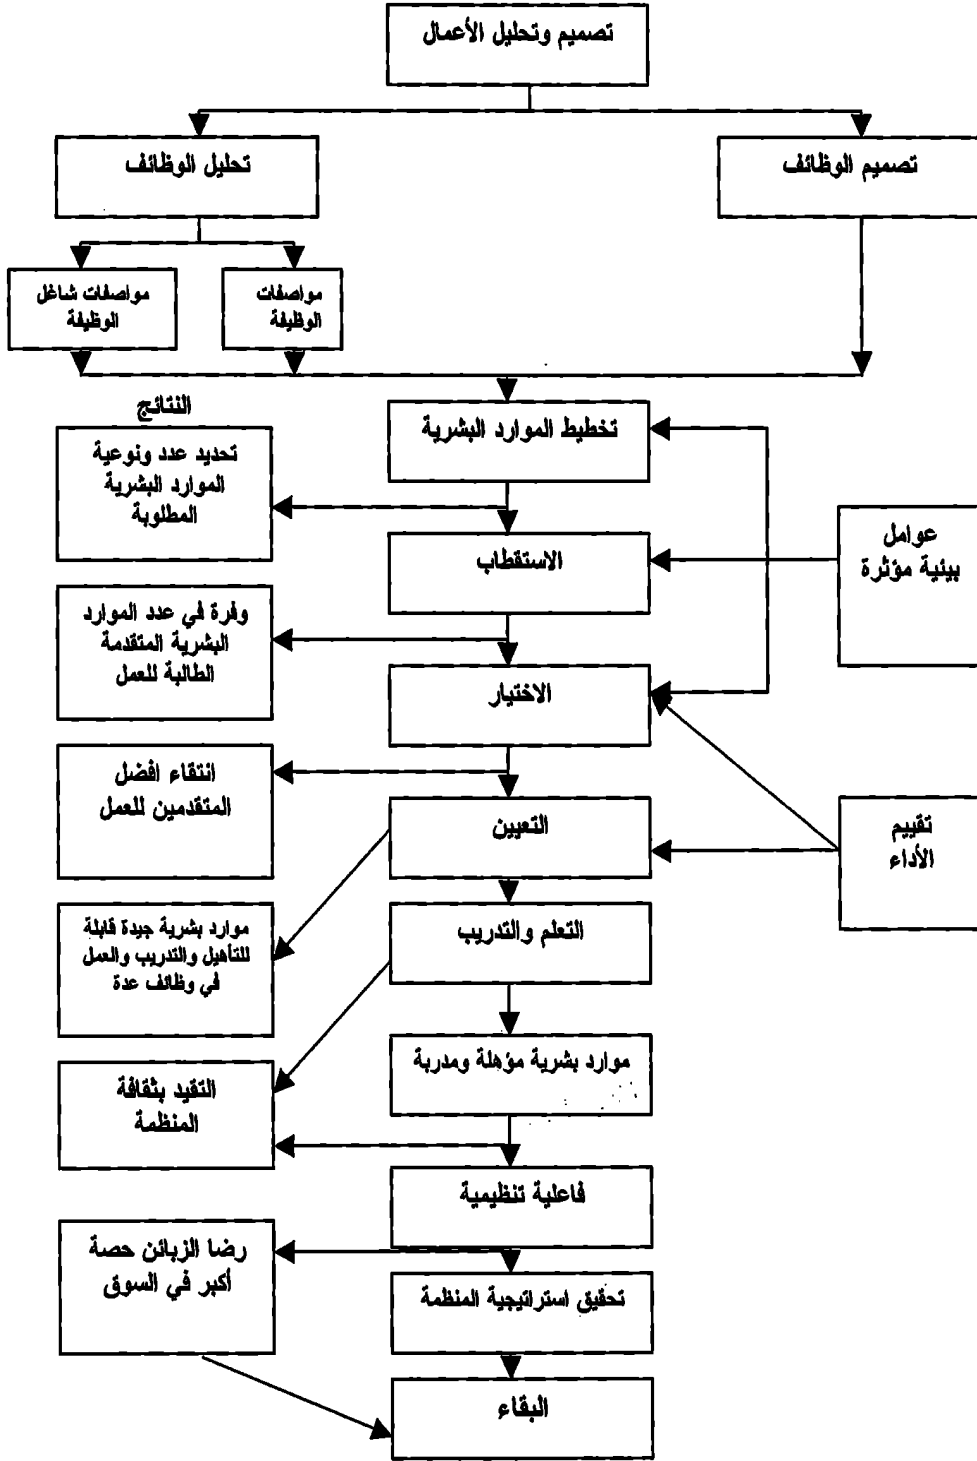 تصميم وتحليل الأعمال
تصميم الوظائف
تحليل الوظائف
مواصفات
الوظيفة
مواصفات شاغل
الوظيفة
النتائج
تخطيط الموارد البشرية
تحديد عدد ونوعية
الموارد البشرية
المطلوبة
عوامل
بيئية مؤثرة
الاستقطاب
وفرة في عدد الموارد
البشرية المتقدمة
الطالبة للعمل
الاختيار
انتقاء افضل
المتقدمين للعمل
التعيين
تقييم
الأداء
التعلم والتدريب
موارد بشرية جيدة قابلة
للتأهيل والتدريب والعمل
في وظائف عدة
موارد بشرية مؤهلة ومدربة
التقيد بثقافة
المنظمة
فاعلية تنظيمية
رضا الزبائن حصة
أكبر في السوق
تحقيق استراتيجية المنظمة
البقاء